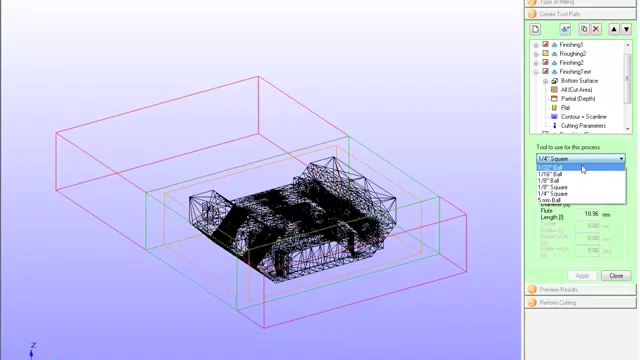 Type of Milling
Create Tool Path
Finishing1
Roughing2
Finishing2
FinishingText
Bottom Surface
All (Cut Area)
Partial (Depth)
Flat
Contour + Scanline
Cutting Parameters
Tool to use for this process
1/4" Square
1/16" Ball
1/8" Ball
1/8" Square
1/4" Square
5 mm Ball
Flute
Length [l]
18.96 mm
0.00
0.00
0.00
Apply
Close
Preview Results
Perform Cutting
Z